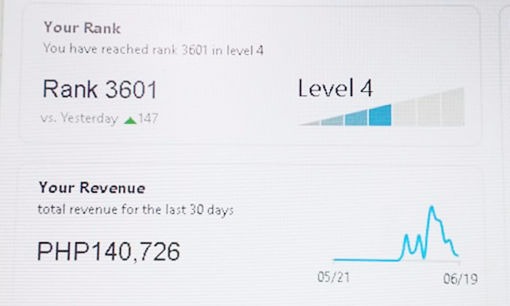 Your Rank
You have reached rank 3601 in level 4
Rank 3601
Level 4
vs. Yesterday 147
Your Revenue
total revenue for the last 30 days
PHP140,726
05/21 06/19